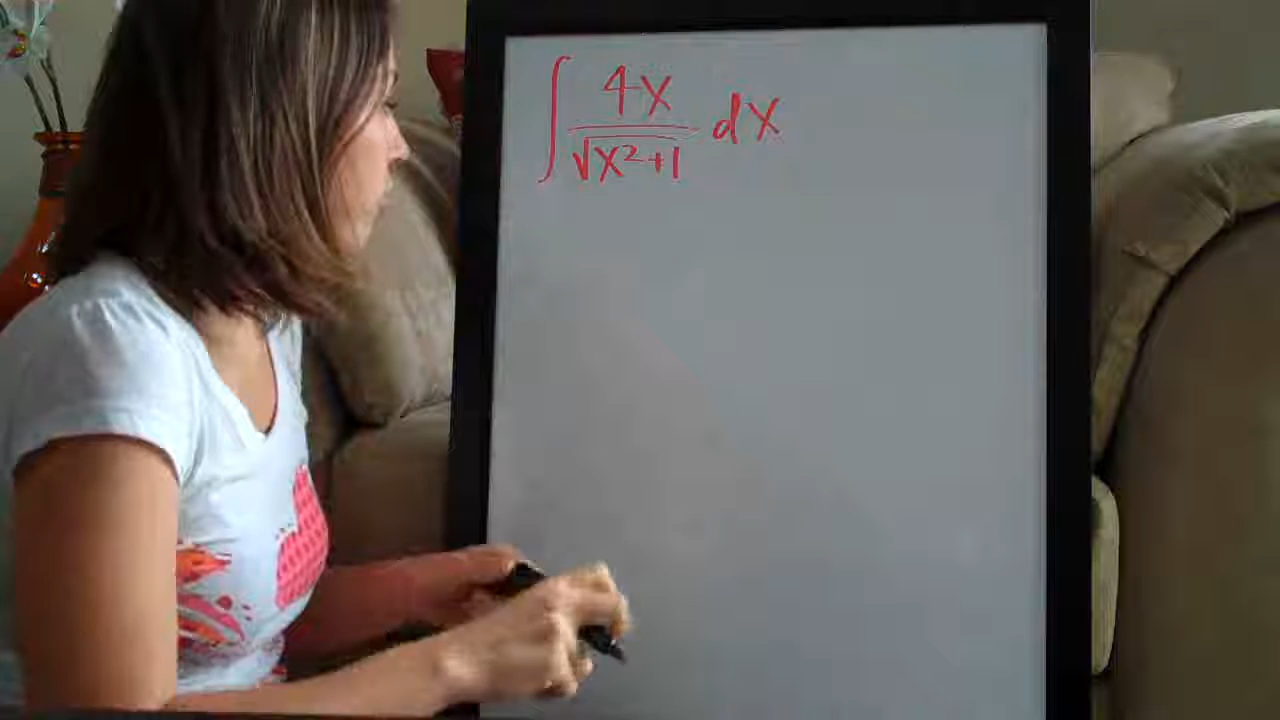 ∫ 4x/√x²+1 dx